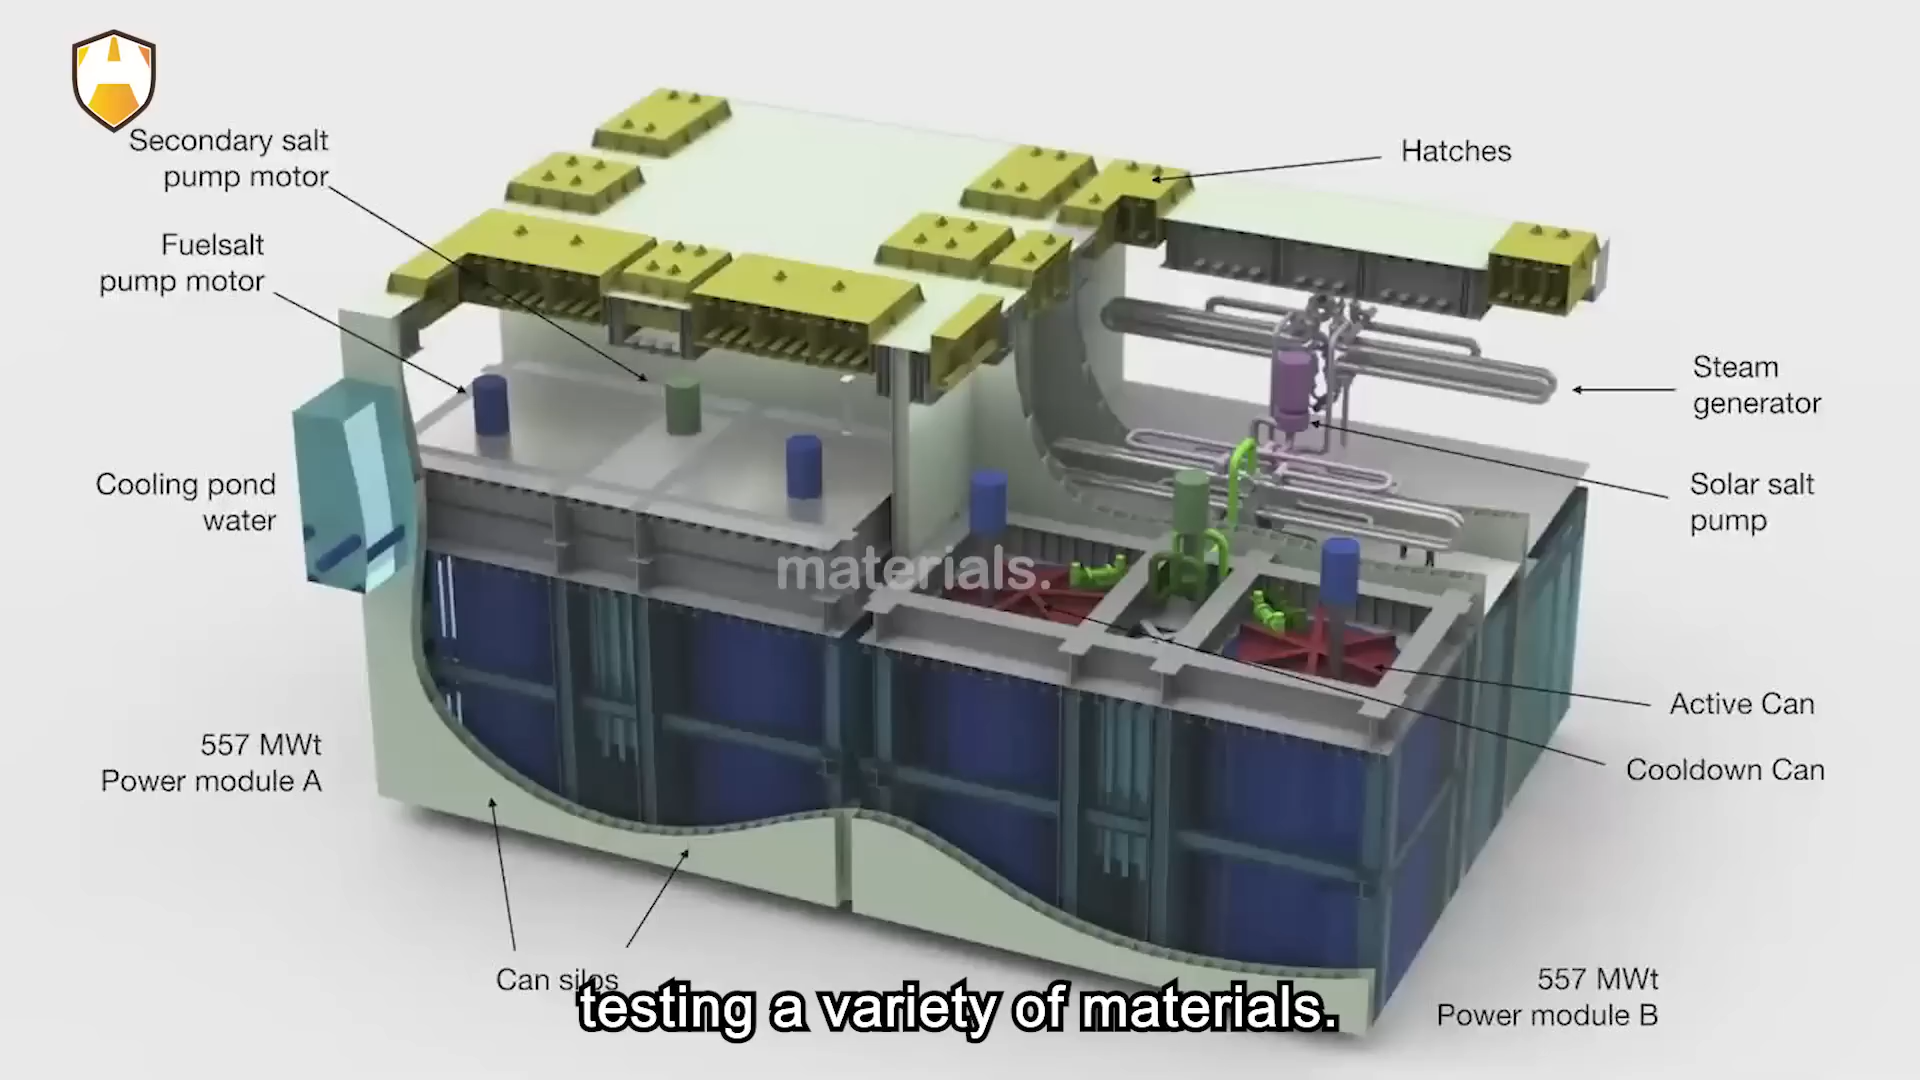 Secondary salt
pump motor
Hatches
Fuelsalt
pump motor
Steam
generator
Cooling pond
water
Solar salt
pump
materials.
Active Can
557 MWt
Power module A
Cooldown Can
Can silos
557 MWt
Power module B
testing a variety of materials.